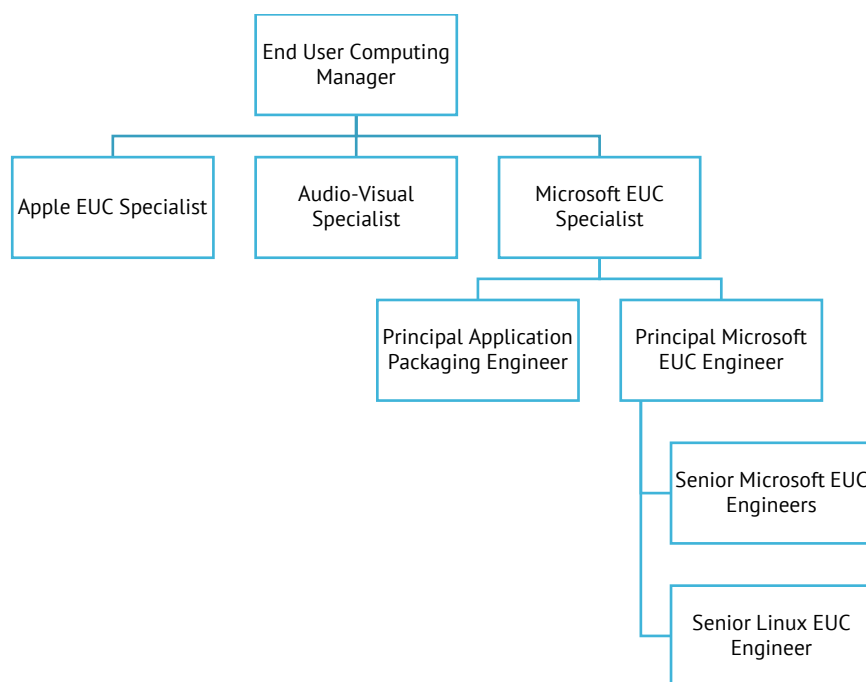 End User Computing
Manager
Apple EUC Specialist
Audio-Visual
Specialist
Microsoft EUC
Specialist
Principal Application
Packaging Engineer
Principal Microsoft
EUC Engineer
Senior Microsoft EUC
Engineers
Senior Linux EUC
Engineer